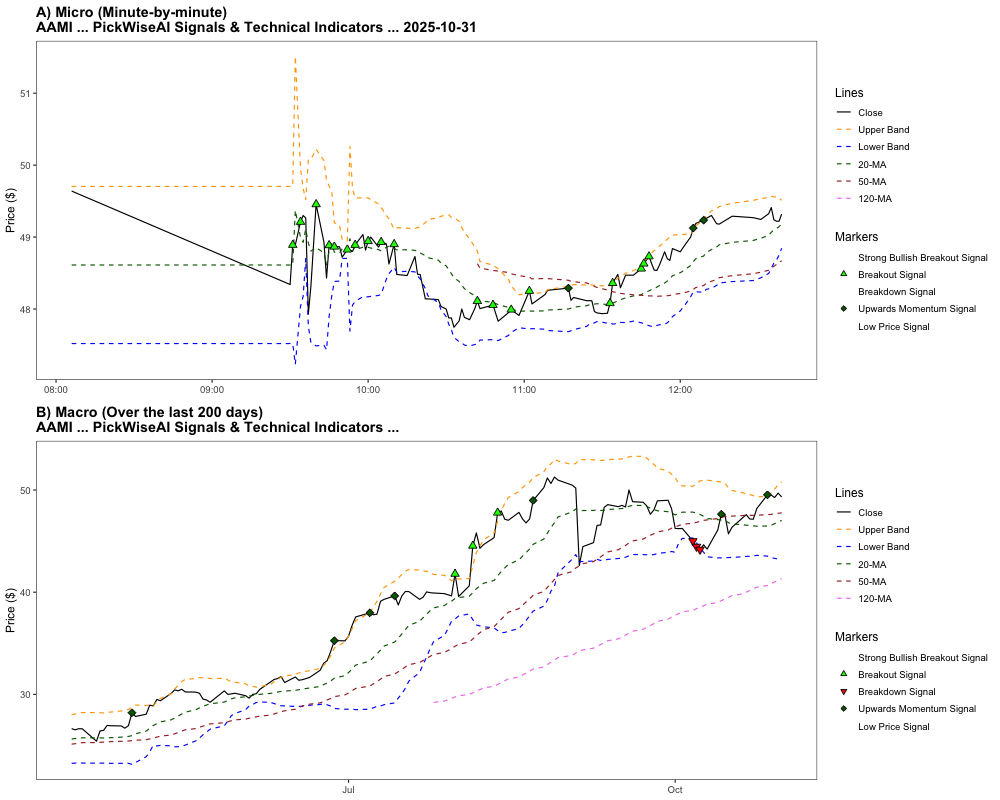 A) Micro (Minute-by-minute)
AAMI ... PickWiseAI Signals & Technical Indicators ... 2025-10-31
Price ($)
51
50
49
48
08:00
09:00
10:00
11:00
12:00
Lines
Close
Upper Band
Lower Band
20-MA
50-MA
120-MA
Markers
Strong Bullish Breakout Signal
Breakout Signal
Breakdown Signal
Upwards Momentum Signal
Low Price Signal
B) Macro (Over the last 200 days)
AAMI ... PickWiseAI Signals & Technical Indicators ...
Price ($)
50
40
30
Jul
Oct
Lines
Close
Upper Band
Lower Band
20-MA
50-MA
120-MA
Markers
Strong Bullish Breakout Signal
Breakout Signal
Breakdown Signal
Upwards Momentum Signal
Low Price Signal